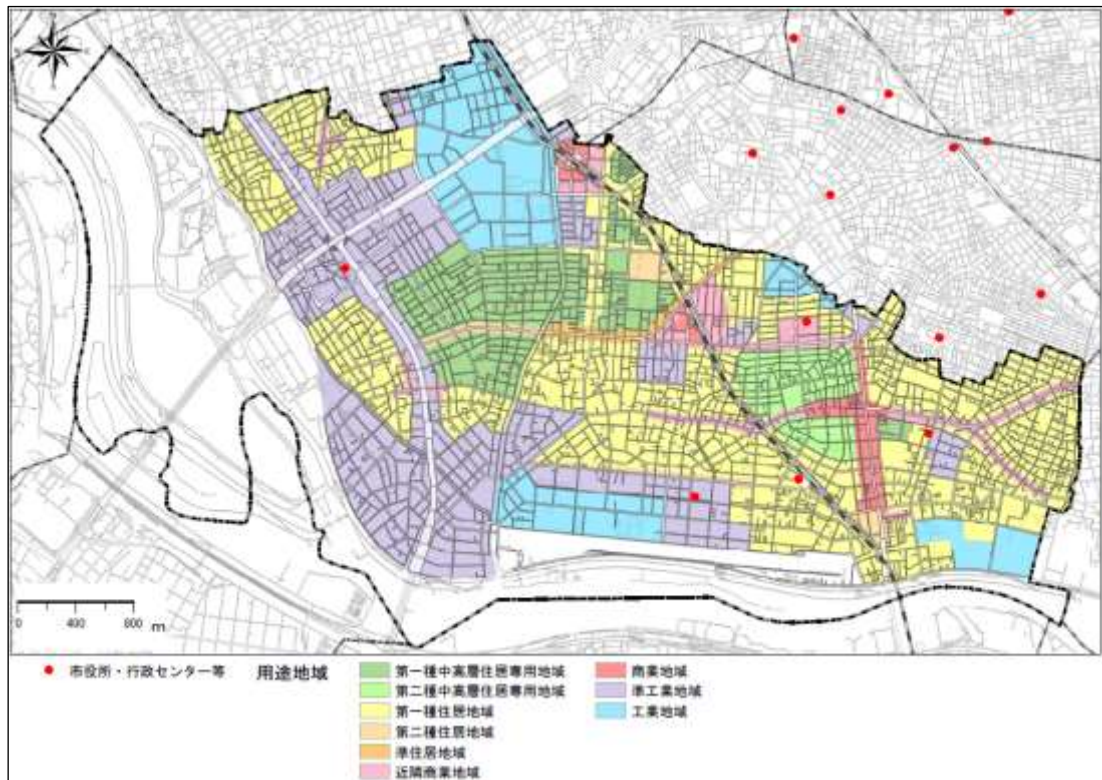 0 400 800 m
市役所・行政センター等
用途地域
第一種中高層住居専用地域
第二種中高層住居専用地域
第一種住居地域
第二種住居地域
準住居地域
近隣商業地域
商業地域
準工業地域
工業地域